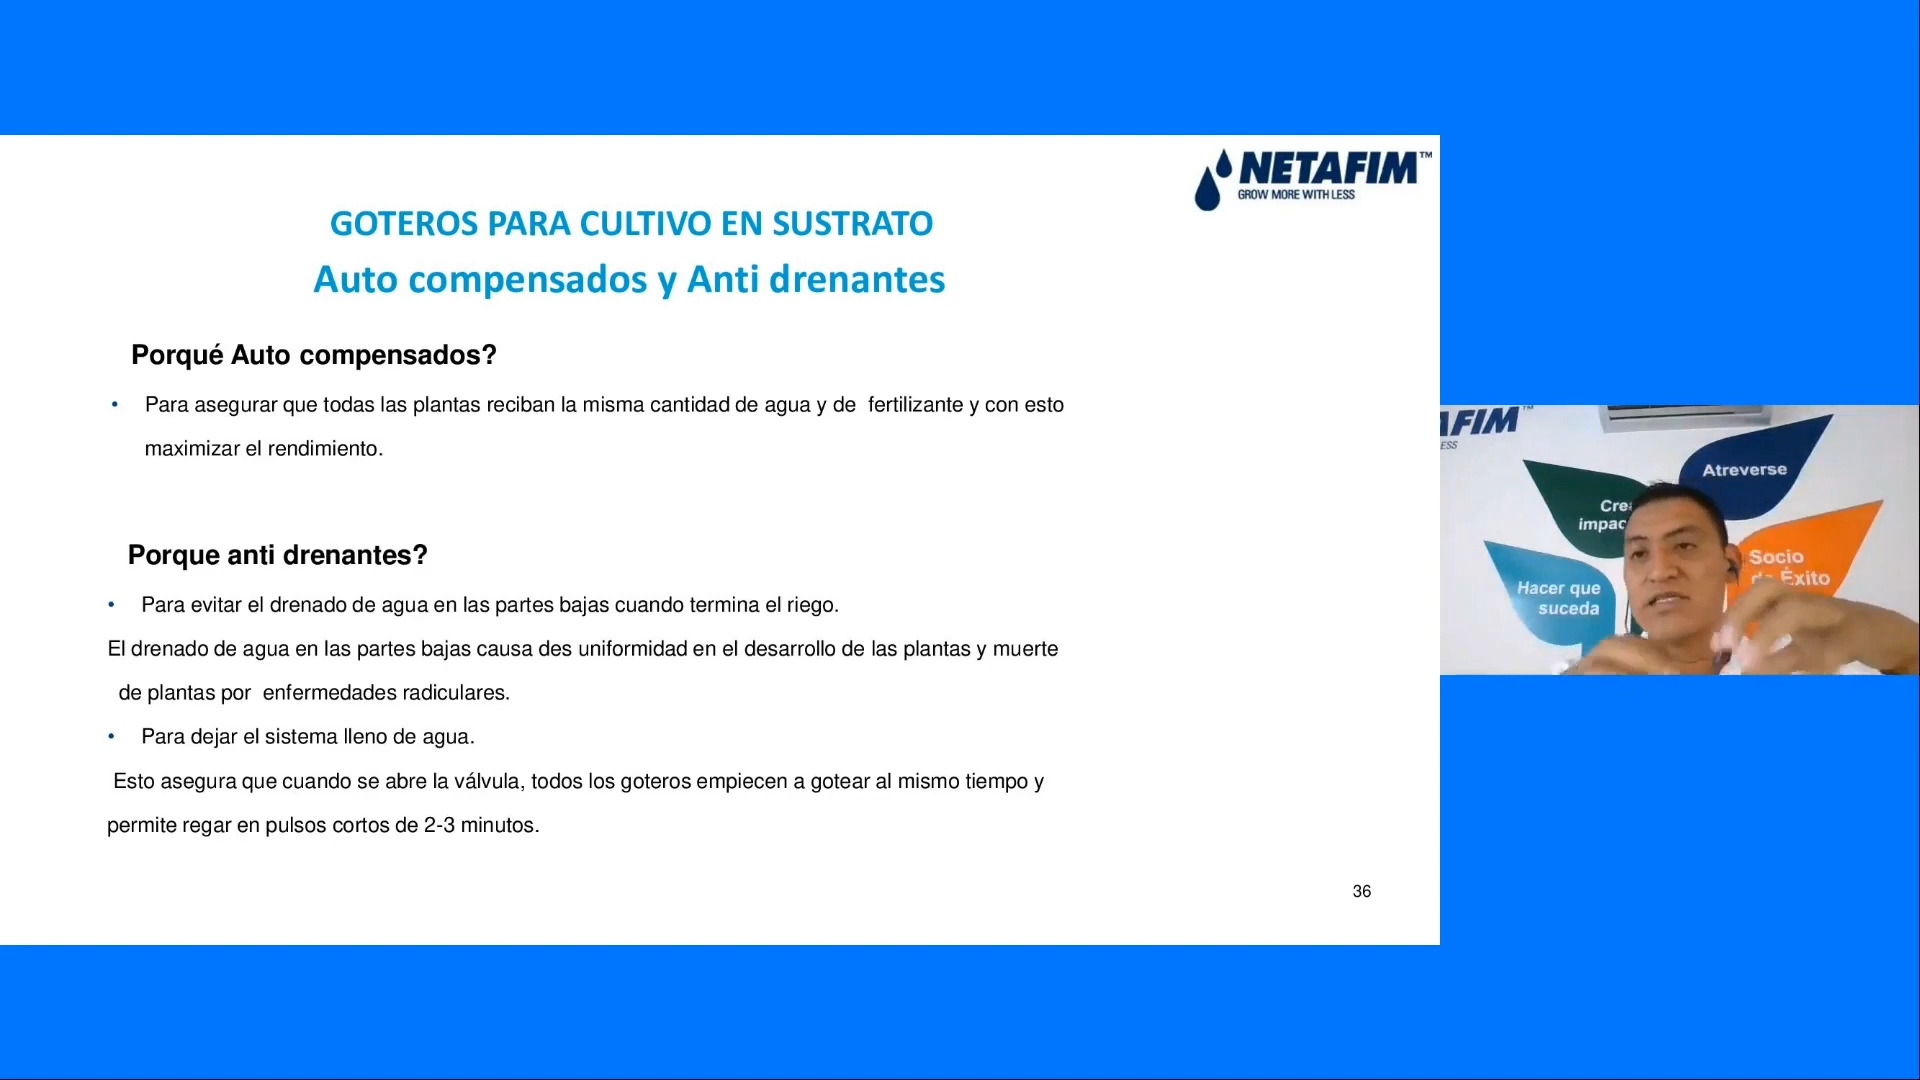 NETAFIM™
GROW MORE WITH LESS
GOTEROS PARA CULTIVO EN SUSTRATO
Auto compensados y Anti drenantes
Porqué Auto compensados?
• Para asegurar que todas las plantas reciban la misma cantidad de agua y de fertilizante y con esto
maximizar el rendimiento.
Porque anti drenantes?
• Para evitar el drenado de agua en las partes bajas cuando termina el riego.
El drenado de agua en las partes bajas causa des uniformidad en el desarrollo de las plantas y muerte
de plantas por enfermedades radiculares.
• Para dejar el sistema lleno de agua.
Esto asegura que cuando se abre la válvula, todos los goteros empiecen a gotear al mismo tiempo y
permite regar en pulsos cortos de 2-3 minutos.
36
AFIM™
ESS
Atreverse
Cre
impac
Socio
de Éxito
Hacer que
suceda